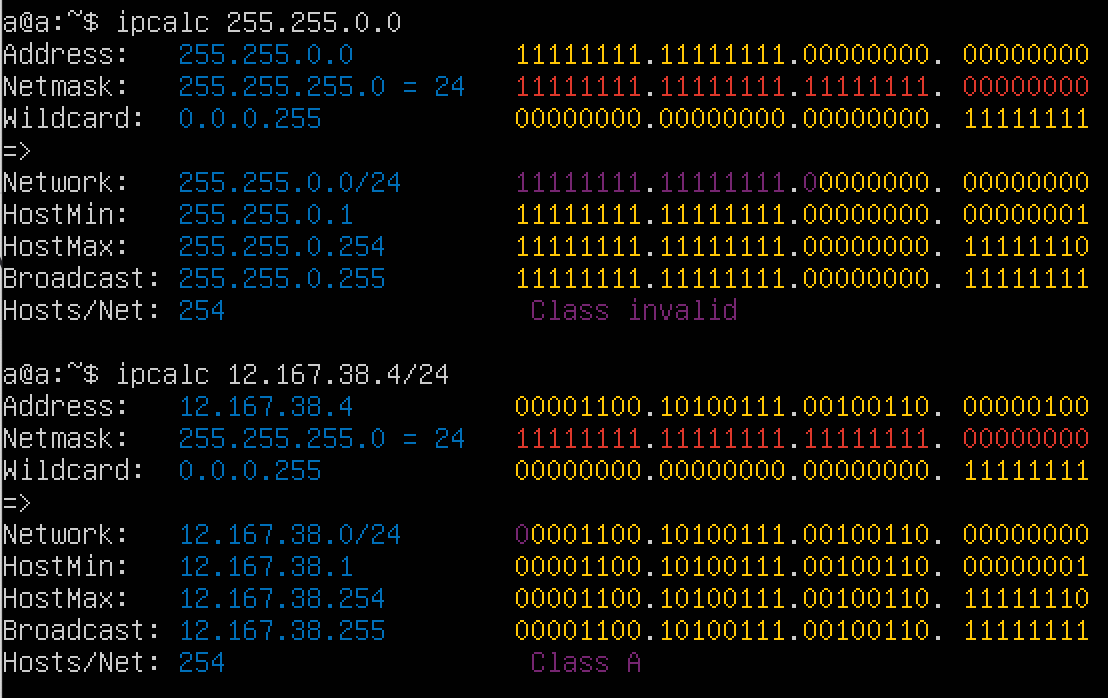 a@a:~$ ipcalc 255.255.0.0
Address:   255.255.0.0          11111111.11111111.00000000. 00000000
Netmask:   255.255.255.0 = 24   11111111.11111111.11111111. 00000000
Wildcard:  0.0.0.255            00000000.00000000.00000000. 11111111
=>
Network:   255.255.0.0/24       11111111.11111111.00000000. 00000000
HostMin:   255.255.0.1          11111111.11111111.00000000. 00000001
HostMax:   255.255.0.254        11111111.11111111.00000000. 11111110
Broadcast: 255.255.0.255        11111111.11111111.00000000. 11111111
Hosts/Net: 254                   Class invalid

a@a:~$ ipcalc 12.167.38.4/24
Address:   12.167.38.4          00001100.10100111.00100110. 00000100
Netmask:   255.255.255.0 = 24   11111111.11111111.11111111. 00000000
Wildcard:  0.0.0.255            00000000.00000000.00000000. 11111111
=>
Network:   12.167.38.0/24       00001100.10100111.00100110. 00000000
HostMin:   12.167.38.1          00001100.10100111.00100110. 00000001
HostMax:   12.167.38.254        00001100.10100111.00100110. 11111110
Broadcast: 12.167.38.255        00001100.10100111.00100110. 11111111
Hosts/Net: 254                   Class A